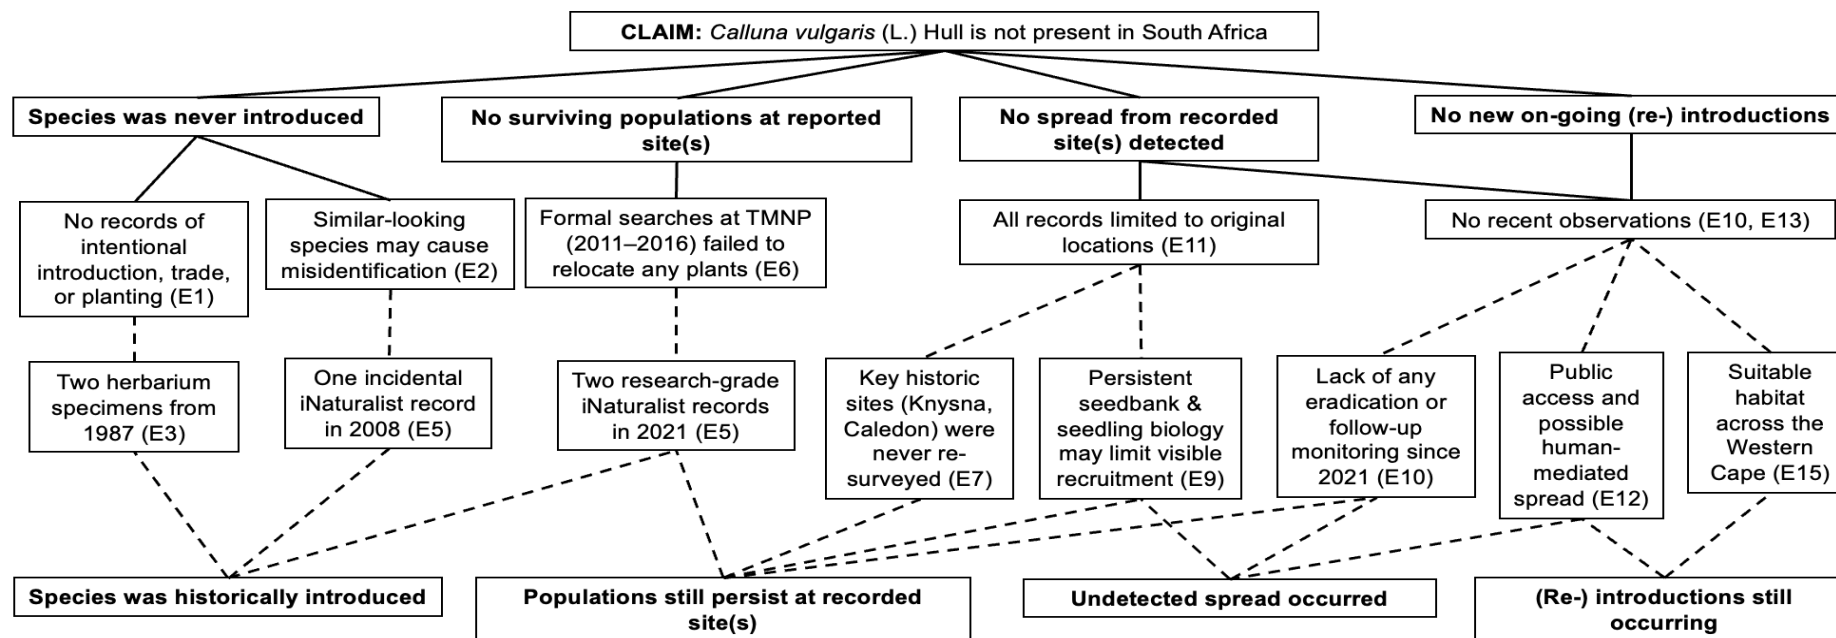 CLAIM: Calluna vulgaris (L.) Hull is not present in South Africa
Species was never introduced
No surviving populations at reported
site(s)
No spread from recorded
site(s) detected
No new on-going (re-) introductions
No records of
intentional
introduction, trade,
or planting (E1)
Similar-looking
species may cause
misidentification (E2)
Formal searches at TMNP
(2011–2016) failed to
relocate any plants (E6)
All records limited to original
locations (E11)
No recent observations (E10, E13)
Two herbarium
specimens from
1987 (E3)
One incidental
iNaturalist record
in 2008 (E5)
Two research-grade
iNaturalist records
in 2021 (E5)
Key historic
sites (Knysna,
Caledon) were
never re-
surveyed (E7)
Persistent
seedbank &
seedling biology
may limit visible
recruitment (E9)
Lack of any
eradication or
follow-up
monitoring since
2021 (E10)
Public
access and
possible
human-
mediated
spread (E12)
Suitable
habitat
across the
Western
Cape (E15)
Species was historically introduced
Populations still persist at recorded
site(s)
Undetected spread occurred
(Re-) introductions still
occurring